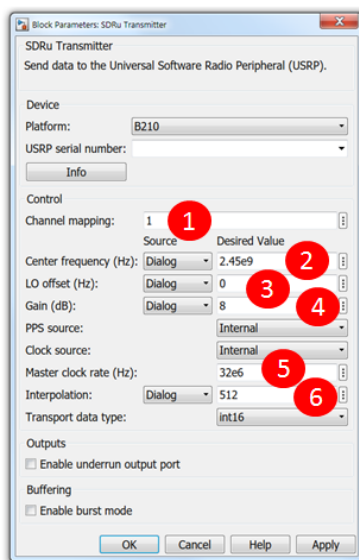 Block Parameters: SDRu Transmitter
SDRu Transmitter
Send data to the Universal Software Radio Peripheral (USRP).
Device
Platform: B210
USRP serial number:
Info
Control
Channel mapping: 1 1
Source Desired Value
Center frequency (Hz): Dialog 2.45e9 2
LO offset (Hz): Dialog 0 3
Gain (dB): Dialog 8 4
PPS source: Internal
Clock source: Internal
Master clock rate (Hz): 32e6 5
Interpolation: Dialog 512 6
Transport data type: int16
Outputs
Enable underrun output port
Buffering
Enable burst mode
OK Cancel Help Apply